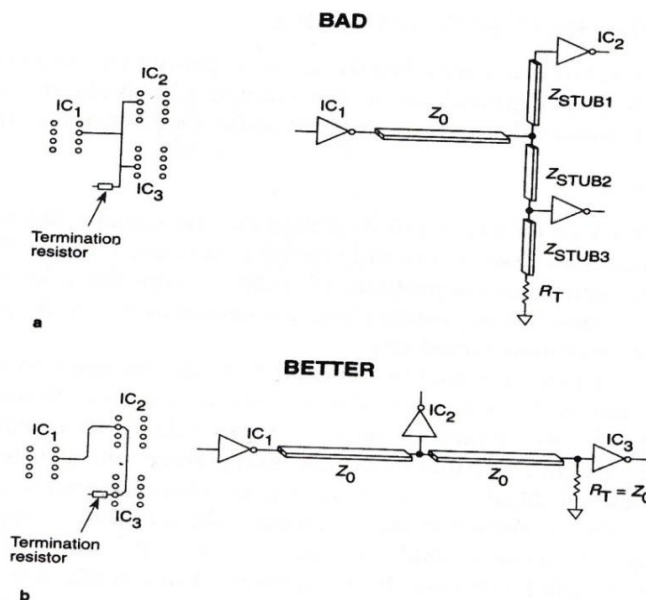 BAD
IC1
IC2
IC3
Termination
resistor
IC1
Z0
IC2
ZSTUB1
ZSTUB2
ZSTUB3
RT
a
BETTER
IC1
IC2
IC3
Termination
resistor
IC1
Z0
IC2
Z0
IC3
RT = Z0
b